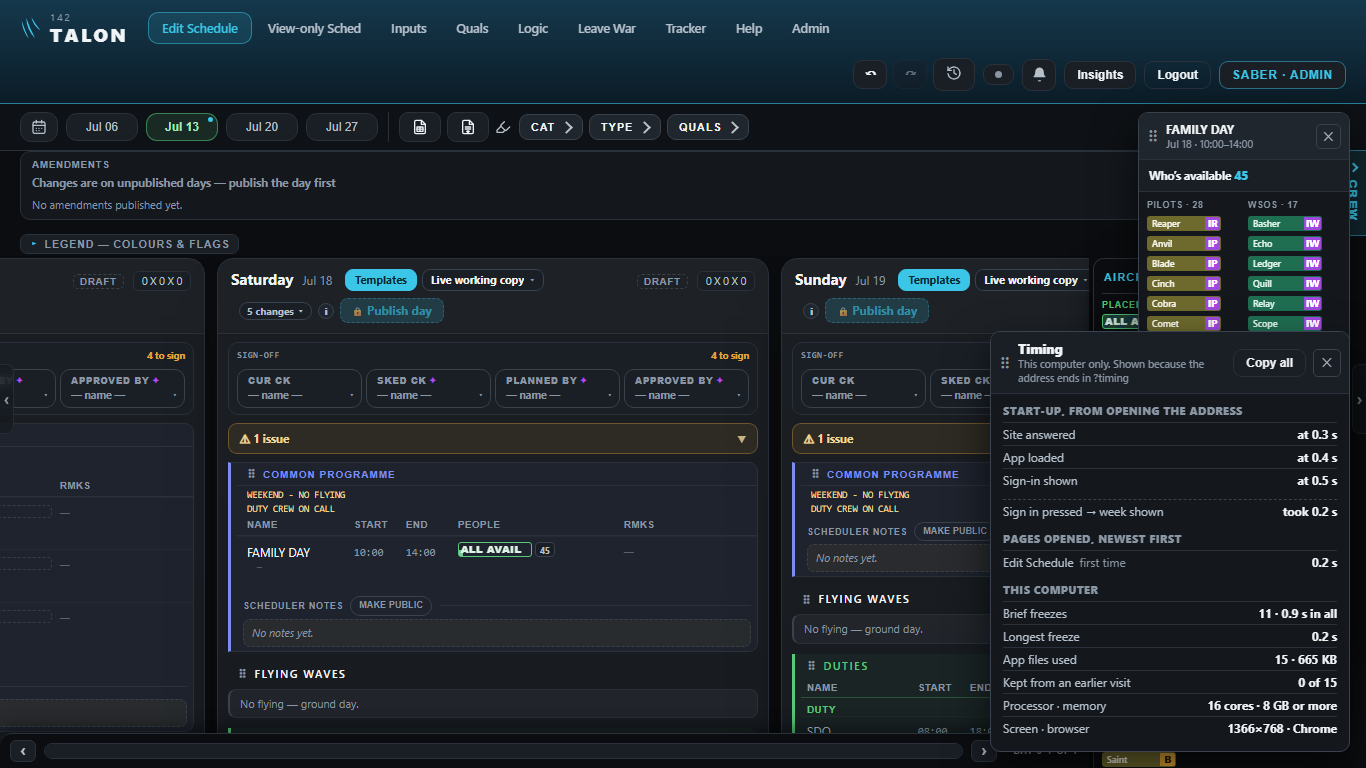 142
TALON
Edit Schedule
View-only Sched
Inputs
Quals
Logic
Leave War
Tracker
Help
Admin
Insights
Logout
SABER · ADMIN
Jul 06
Jul 13
Jul 20
Jul 27
CAT
TYPE
QUALS
AMENDMENTS
Changes are on unpublished days — publish the day first
No amendments published yet.
LEGEND — COLOURS & FLAGS
CREW
FAMILY DAY
Jul 18 · 10:00–14:00
Who's available 45
PILOTS · 28
WSOS · 17
Reaper IR
Basher IW
Anvil IP
Echo IW
Blade IP
Ledger IW
Cinch IP
Quill IW
Cobra IP
Relay IW
Comet IP
Scope IW
DRAFT
0X0X0
4 to sign
APPROVED BY
— name —
RMKS
—
—
—
Saturday Jul 18
Templates
Live working copy
DRAFT
0X0X0
5 changes
i
Publish day
SIGN-OFF
4 to sign
CUR CK
— name —
SKED CK
— name —
PLANNED BY
— name —
APPROVED BY
— name —
1 issue
COMMON PROGRAMME
WEEKEND - NO FLYING
DUTY CREW ON CALL
NAME START END PEOPLE RMKS
FAMILY DAY 10:00 14:00 ALL AVAIL 45 —
—
SCHEDULER NOTES
MAKE PUBLIC
No notes yet.
FLYING WAVES
No flying — ground day.
Sunday Jul 19
Templates
Live working copy
i
Publish day
SIGN-OFF
CUR CK
— name —
SKED CK
— name
1 issue
COMMON PROGRAMME
WEEKEND - NO FLYING
DUTY CREW ON CALL
SCHEDULER NOTES
MAKE PUBLIC
No notes yet.
FLYING WAVES
No flying — ground day.
DUTIES
NAME START
DUTY
SDO 08:00
ALL A
Timing
This computer only. Shown because the
address ends in ?timing
Copy all
START-UP, FROM OPENING THE ADDRESS
Site answered at 0.3 s
App loaded at 0.4 s
Sign-in shown at 0.5 s
Sign in pressed → week shown took 0.2 s
PAGES OPENED, NEWEST FIRST
Edit Schedule first time 0.2 s
THIS COMPUTER
Brief freezes 11 · 0.9 s in all
Longest freeze 0.2 s
App files used 15 · 665 KB
Kept from an earlier visit 0 of 15
Processor · memory 16 cores · 8 GB or more
Screen · browser 1366×768 · Chrome
Saint B